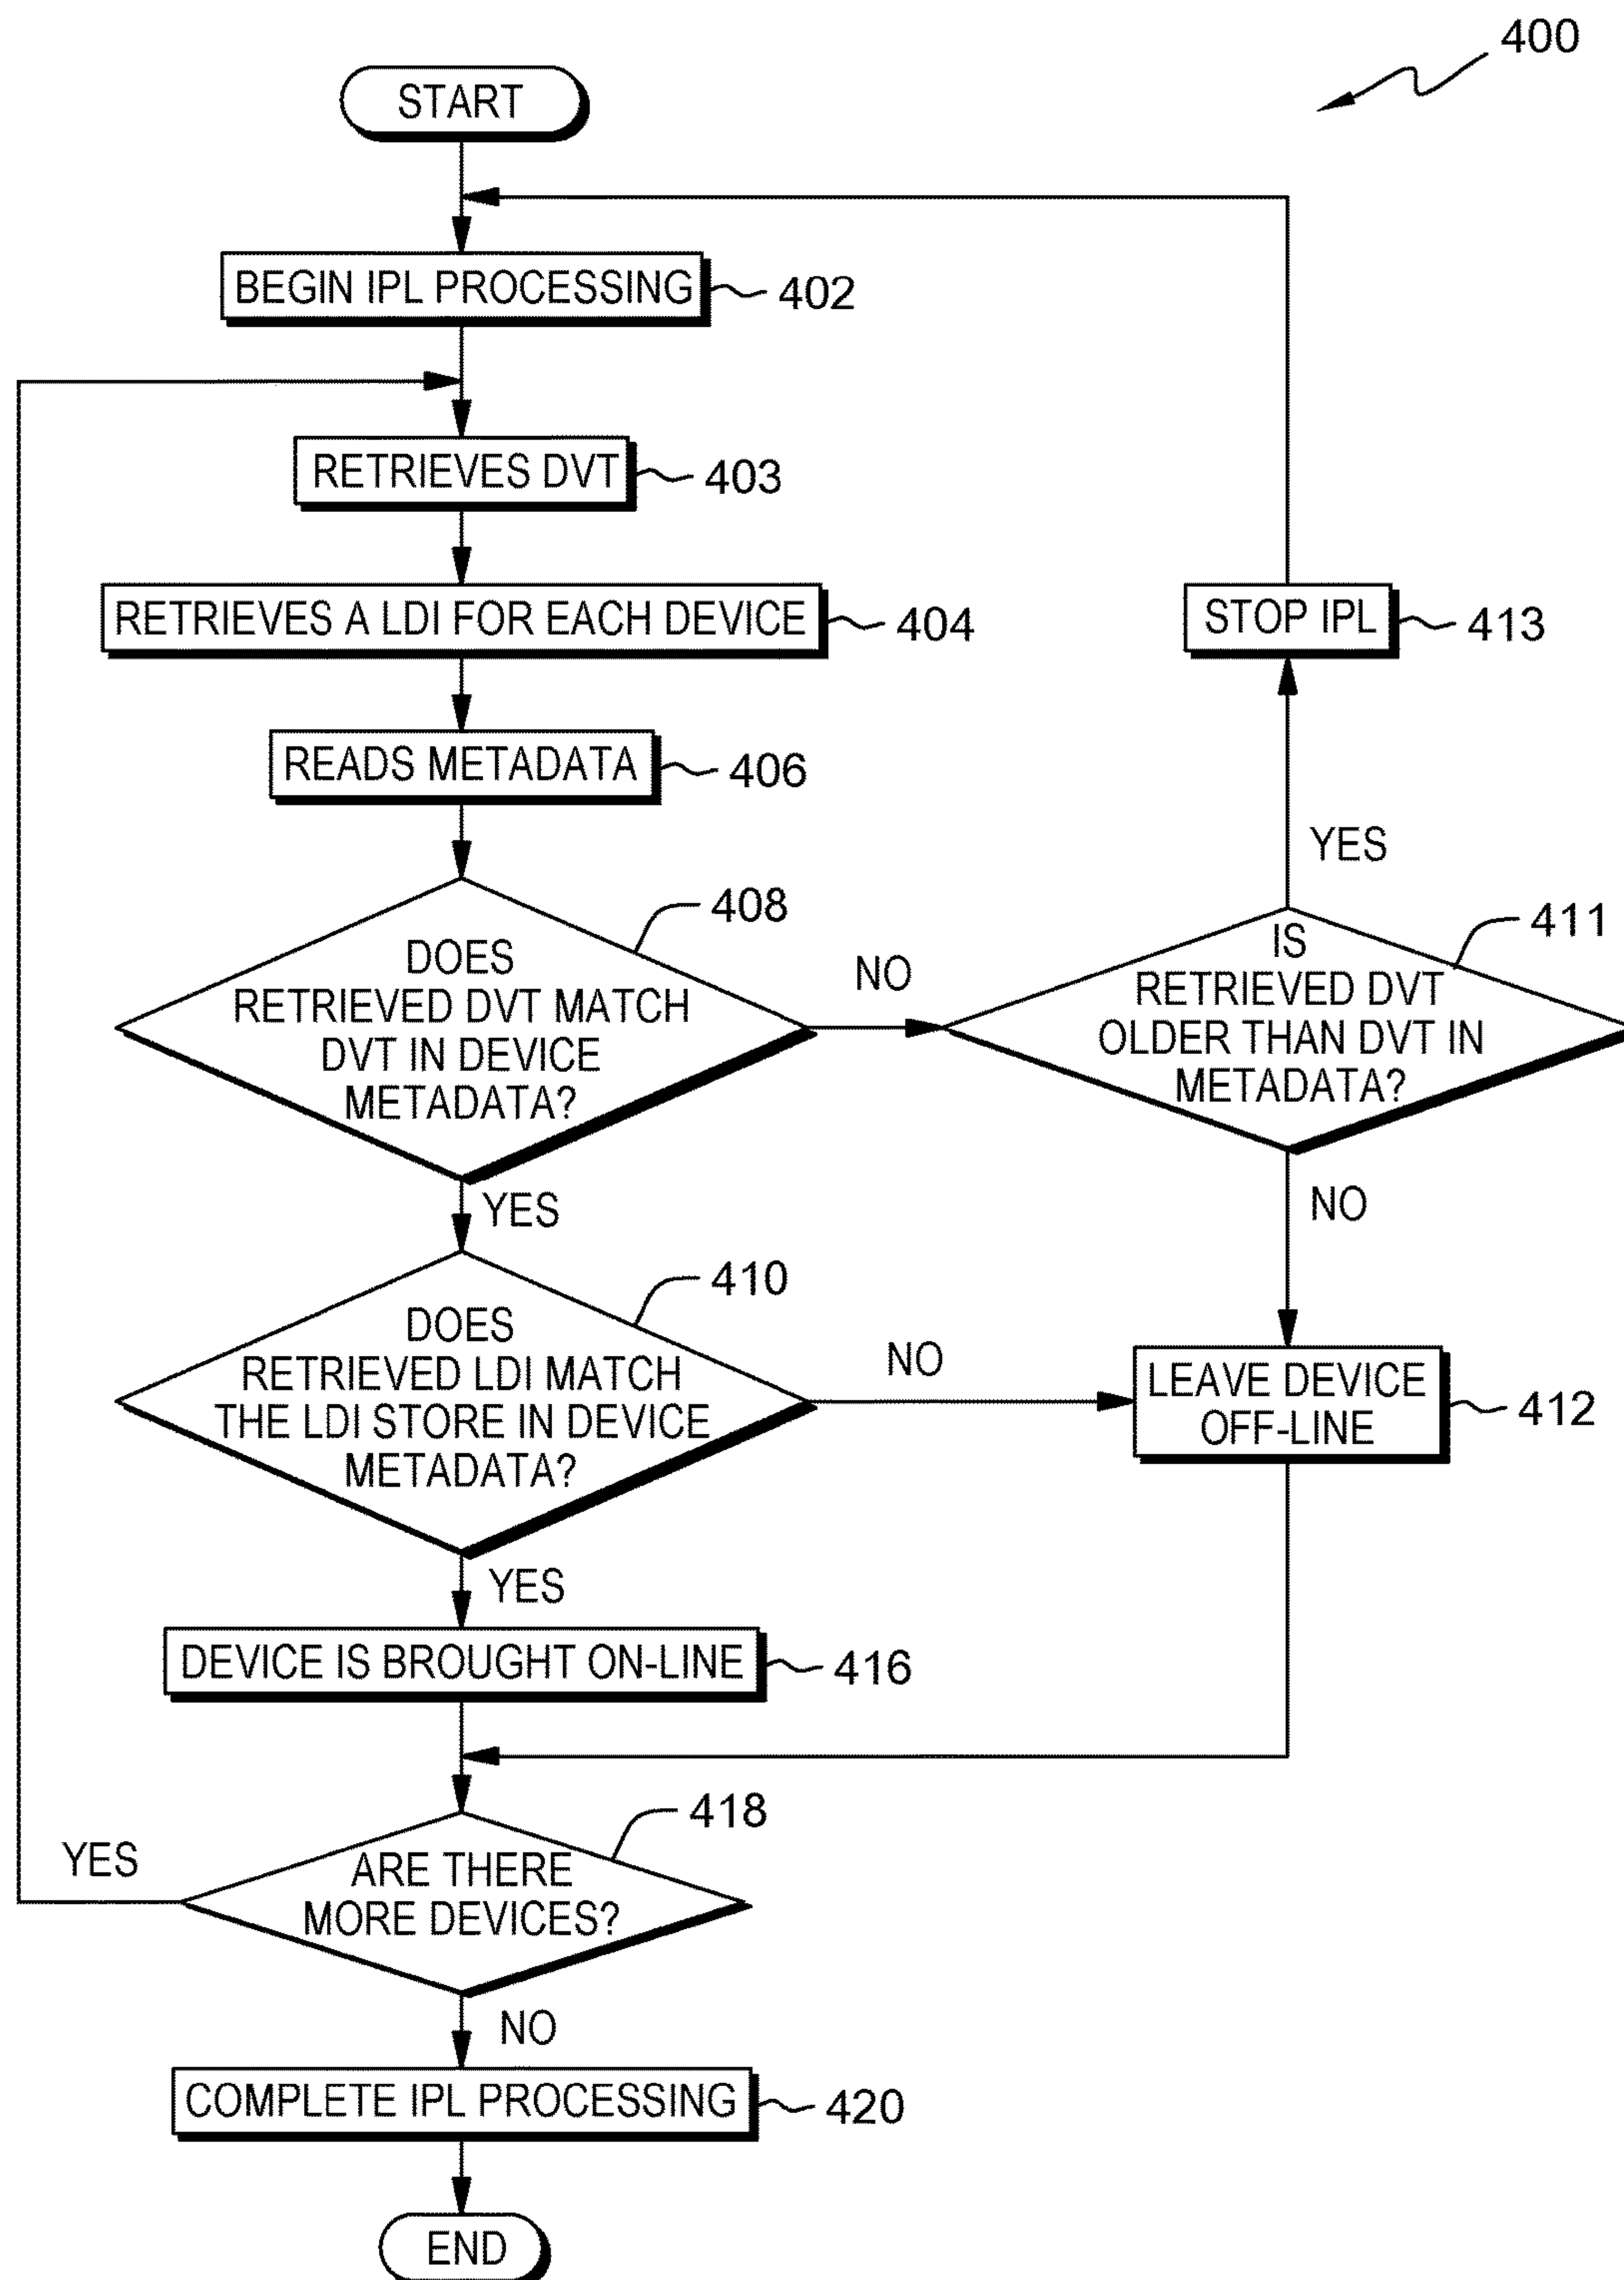 400
START
BEGIN IPL PROCESSING
402
RETRIEVES DVT
403
RETRIEVES A LDI FOR EACH DEVICE
404
STOP IPL
413
READS METADATA
406
YES
408
DOES
RETRIEVED DVT MATCH
DVT IN DEVICE
METADATA?
NO
411
IS
RETRIEVED DVT
OLDER THAN DVT IN
METADATA?
YES
NO
410
DOES
RETRIEVED LDI MATCH
THE LDI STORE IN DEVICE
METADATA?
NO
LEAVE DEVICE
OFF-LINE
412
YES
DEVICE IS BROUGHT ON-LINE
416
418
YES
ARE THERE
MORE DEVICES?
NO
COMPLETE IPL PROCESSING
420
END